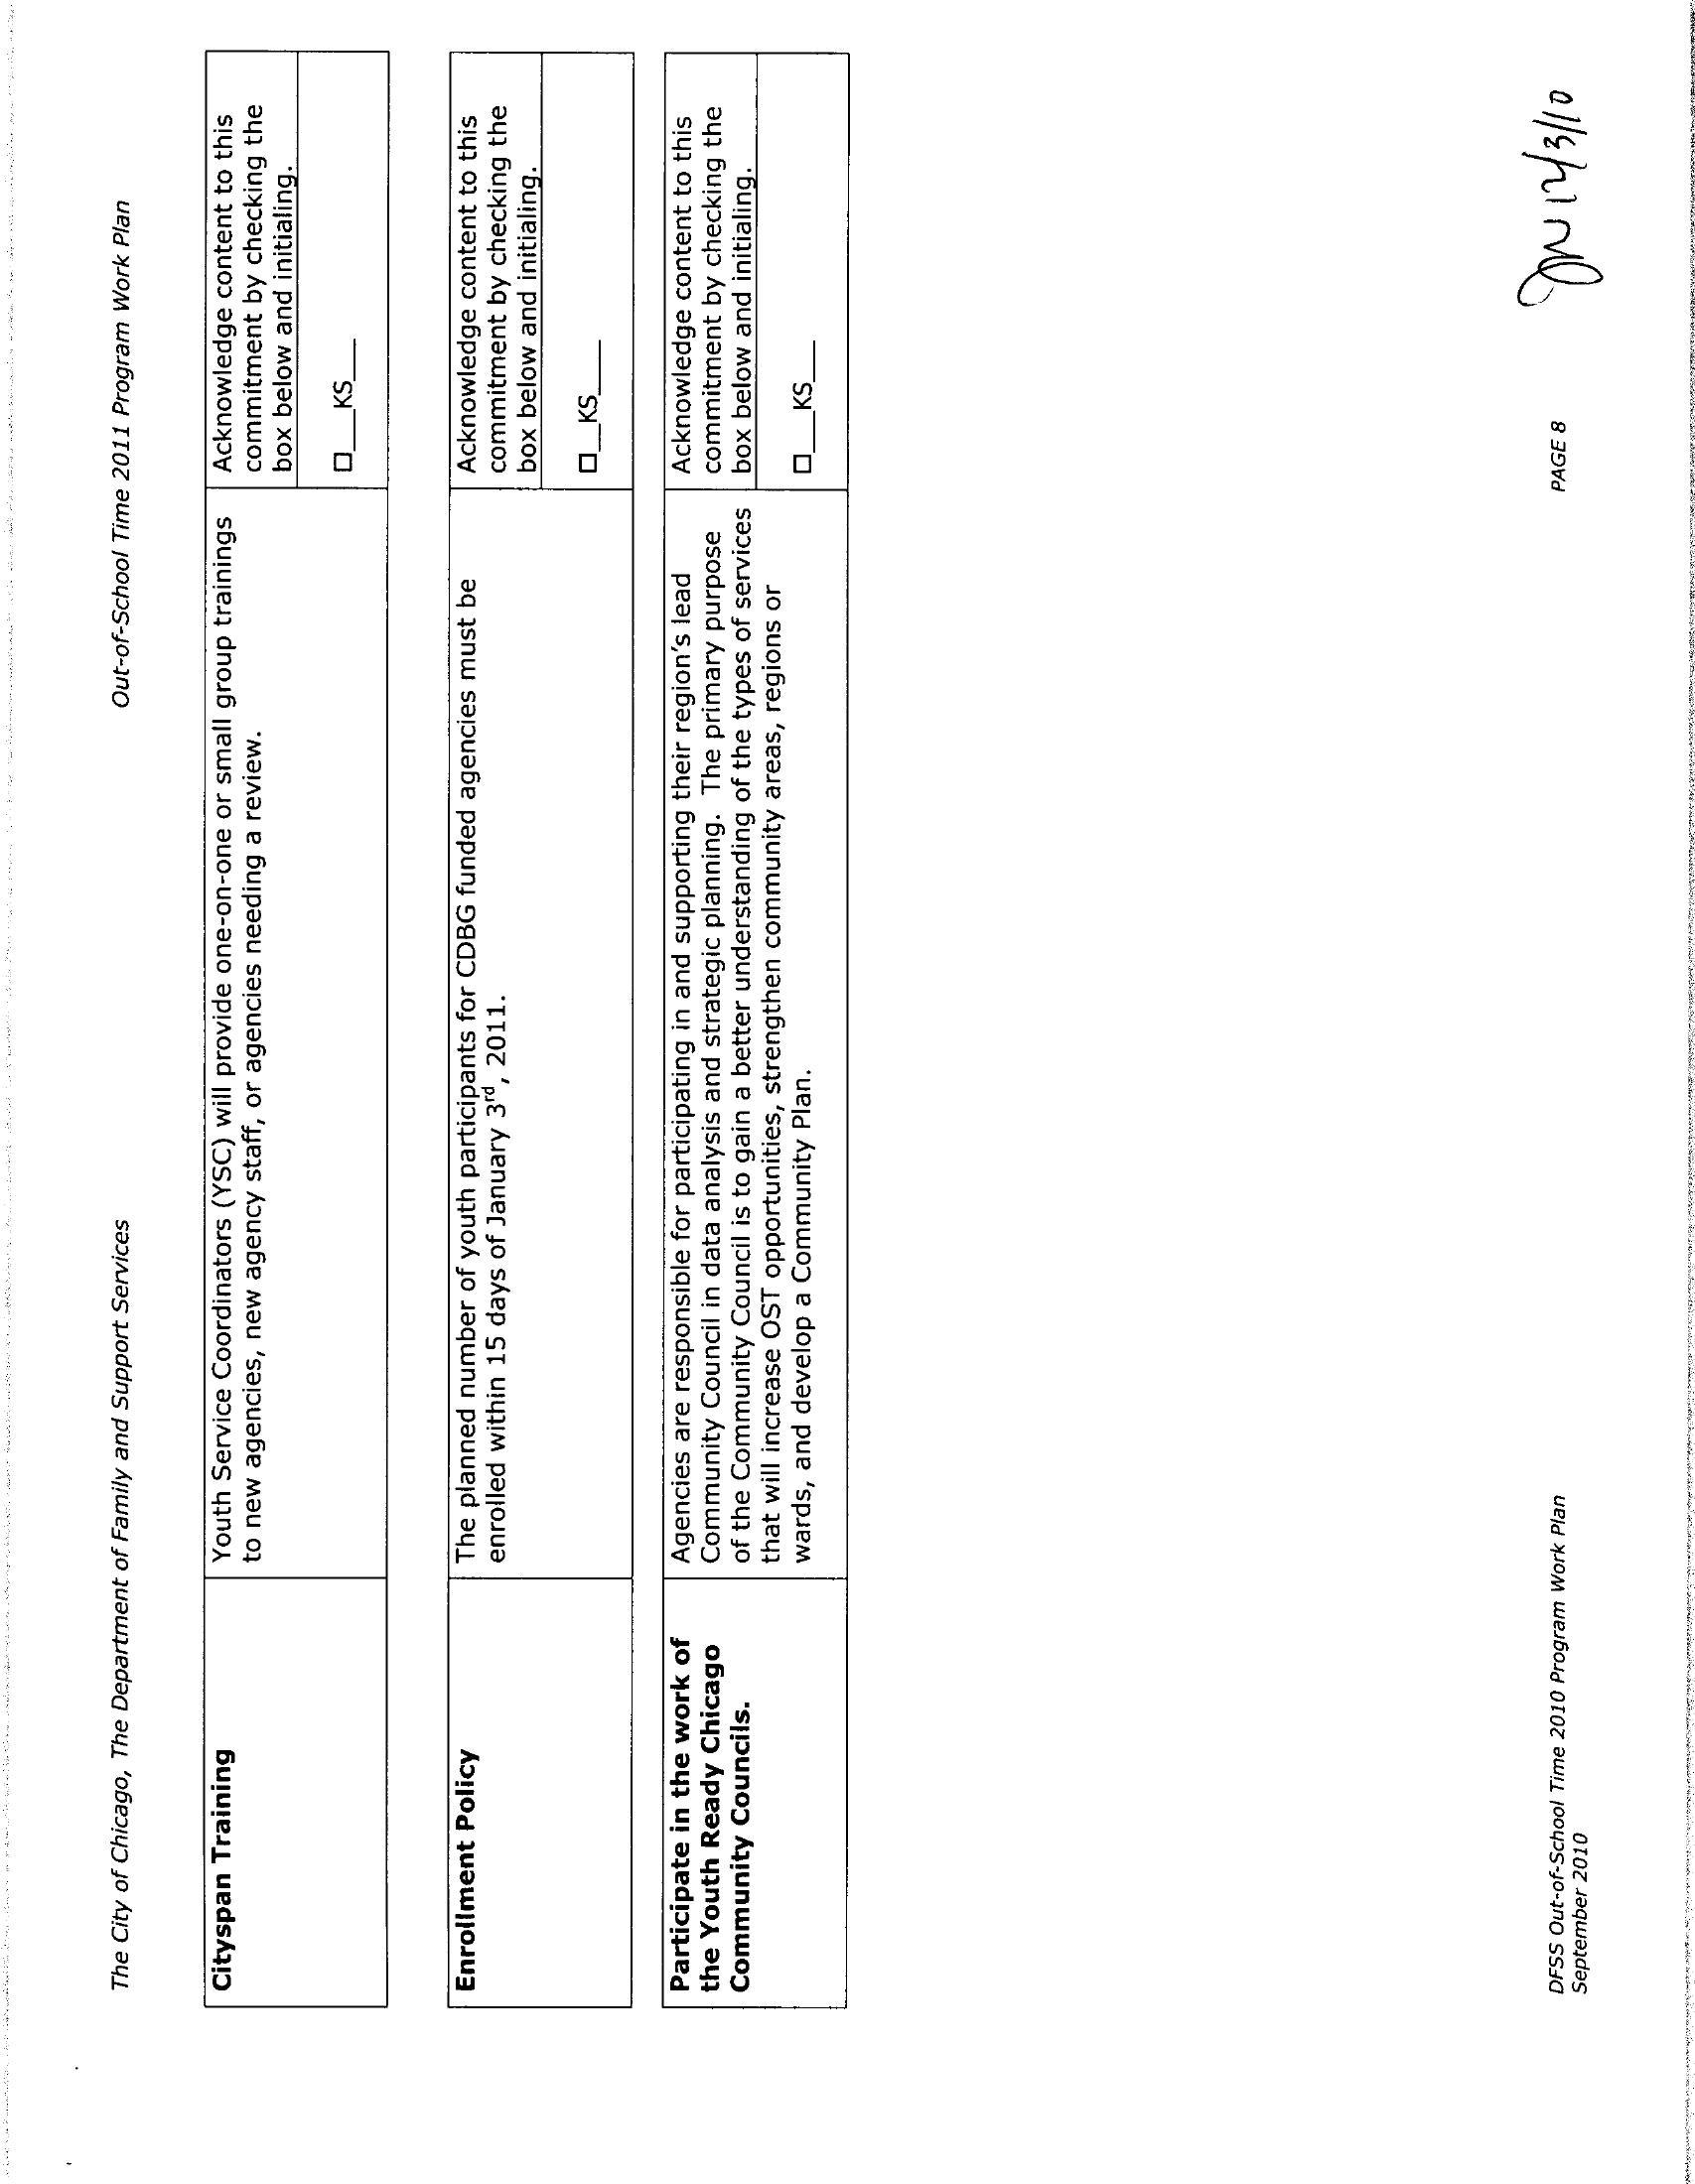 The City of Chicago, The Department of Family and Support Services
Out-of-School Time 2011 Program Work Plan
Cityspan Training
Youth Service Coordinators (YSC) will provide one-on-one or small group trainings
to new agencies, new agency staff, or agencies needing a review.
Acknowledge content to this
commitment by checking the
box below and initialing.
□__KS___
Enrollment Policy
The planned number of youth participants for CDBG funded agencies must be
enrolled within 15 days of January 3rd, 2011.
Acknowledge content to this
commitment by checking the
box below and initialing.
□__KS___
Participate in the work of
the Youth Ready Chicago
Community Councils.
Agencies are responsible for participating in and supporting their region's lead
Community Council in data analysis and strategic planning. The primary purpose
of the Community Council is to gain a better understanding of the types of services
that will increase OST opportunities, strengthen community areas, regions or
wards, and develop a Community Plan.
Acknowledge content to this
commitment by checking the
box below and initialing.
□__KS___
DFSS Out-of-School Time 2010 Program Work Plan
September 2010
PAGE 8